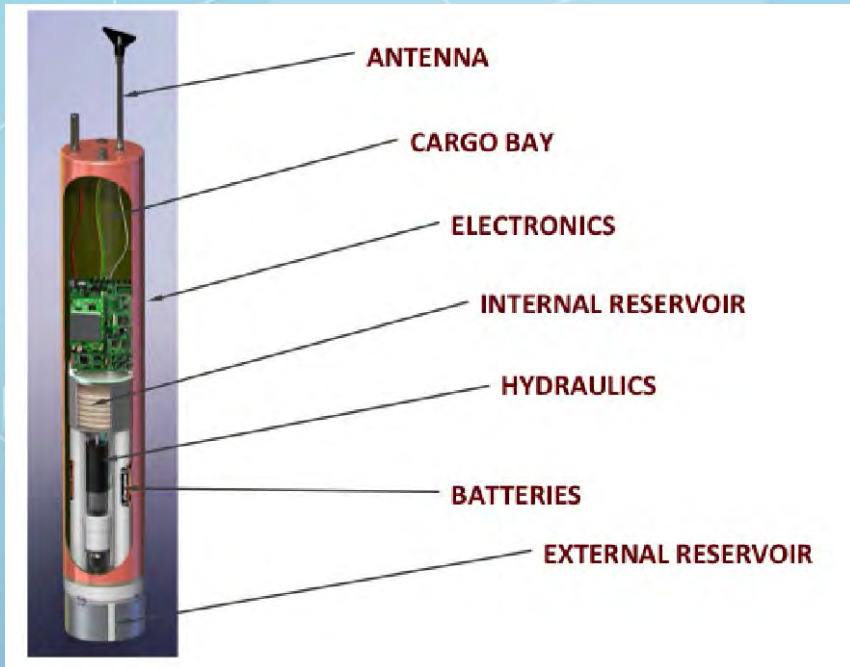 ANTENNA
CARGO BAY
ELECTRONICS
INTERNAL RESERVOIR
HYDRAULICS
BATTERIES
EXTERNAL RESERVOIR